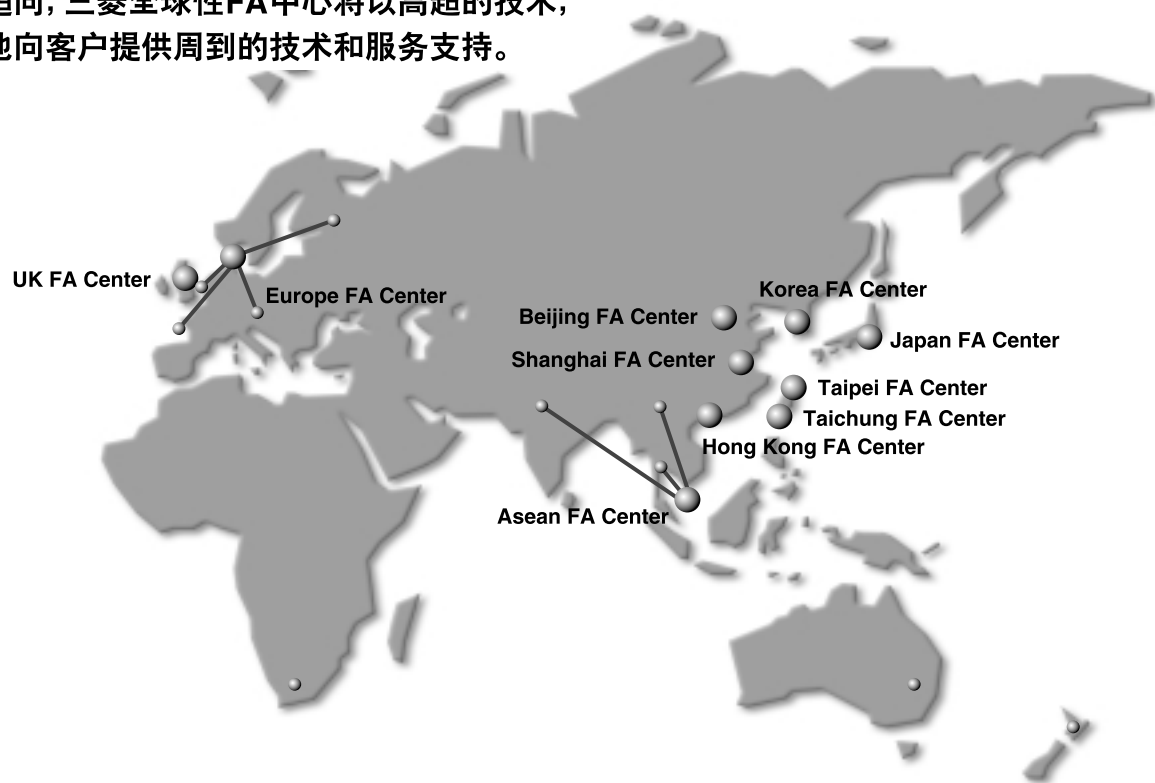 趋向，三菱全球性FA中心将以高超的技术，
地向客户提供周到的技术和服务支持。
UK FA Center
Europe FA Center
Korea FA Center
Beijing FA Center
Japan FA Center
Shanghai FA Center
Taipei FA Center
Taichung FA Center
Hong Kong FA Center
Asean FA Center